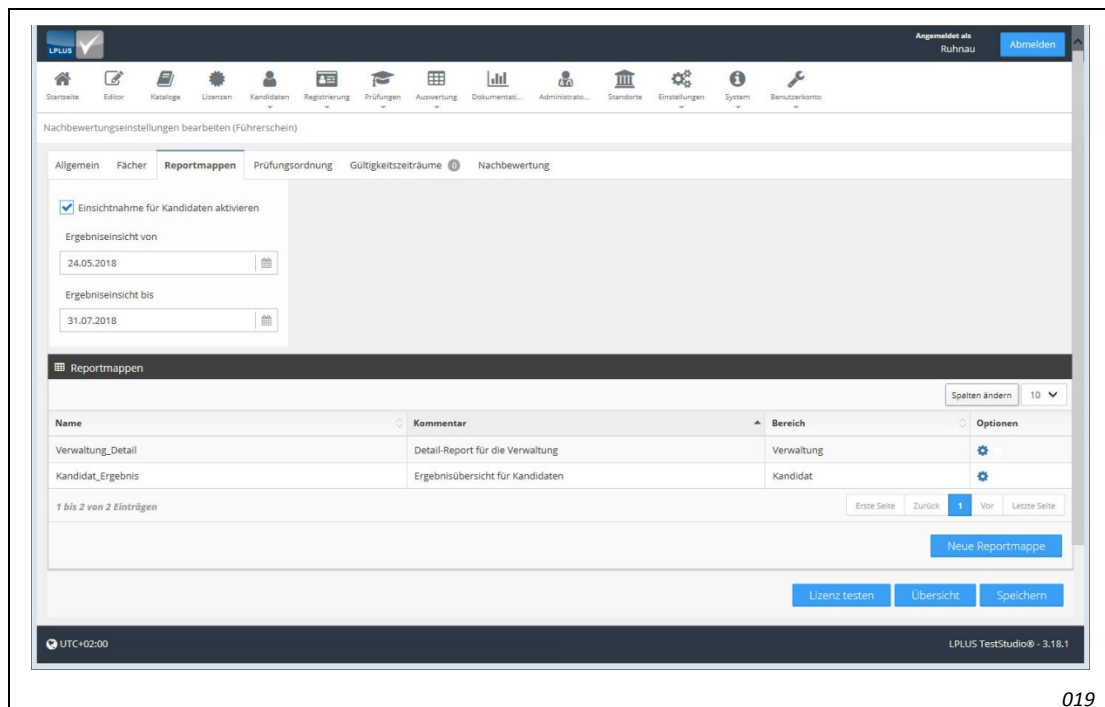 Angemeldet als
LPLUS Ruhnau Abmelden
Startseite Editor Kataloge Lizenzen Kandidaten Registrierung Prüfungen Auswertung Dokumentati... Administrato... Standorte Einstellungen System Benutzerkonto
Nachbewertungseinstellungen bearbeiten (Führerschein)
Allgemein Fächer Reportmappen Prüfungsordnung Gültigkeitszeiträume 0 Nachbewertung
Einsichtnahme für Kandidaten aktivieren
Ergebniseinsicht von
24.05.2018
Ergebniseinsicht bis
31.07.2018
Reportmappen
Spalten ändern 10
Name Kommentar Bereich Optionen
Verwaltung_Detail Detail-Report für die Verwaltung Verwaltung
Kandidat_Ergebnis Ergebnisübersicht für Kandidaten Kandidat
1 bis 2 von 2 Einträgen Erste Seite Zurück 1 Vor Letzte Seite
Neue Reportmappe
Lizenz testen Übersicht Speichern
UTC+02:00 LPLUS TestStudio® - 3.18.1
019